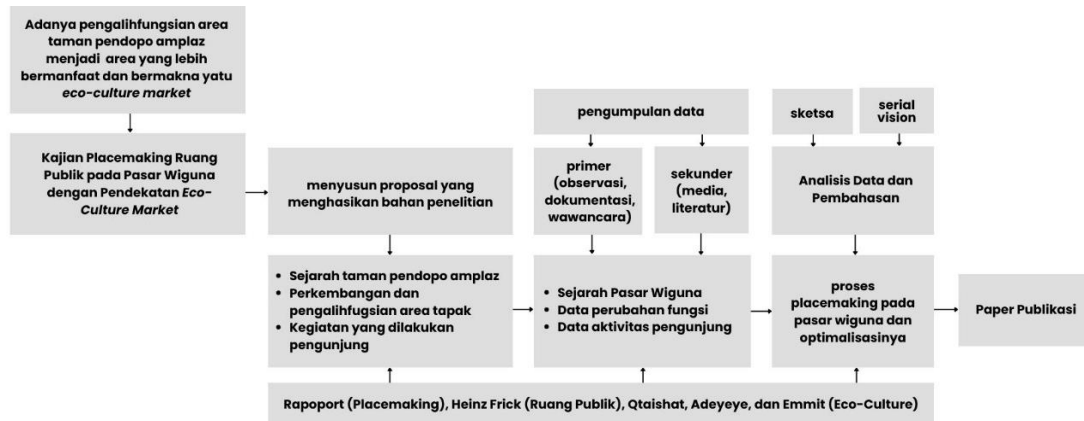 Adanya pengalihfungsian area
taman pendopo amplaz
menjadi area yang lebih
bermanfaat dan bermakna yatu
eco-culture market
Kajian Placemaking Ruang
Publik pada Pasar Wiguna
dengan Pendekatan Eco-
Culture Market
menyusun proposal yang
menghasikan bahan penelitian
pengumpulan data
primer
(observasi,
dokumentasi,
wawancara)
sekunder
(media,
literatur)
sketsa
serial
vision
Analisis Data dan
Pembahasan
• Sejarah taman pendopo amplaz
• Perkembangan dan
pengalihfugsian area tapak
• Kegiatan yang dilakukan
pengunjung
• Sejarah Pasar Wiguna
• Data perubahan fungsi
• Data aktivitas pengunjung
proses
placemaking pada
pasar wiguna dan
optimalisasinya
Paper Publikasi
Rapoport (Placemaking), Heinz Frick (Ruang Publik), Qtaishat, Adeyeye, dan Emmit (Eco-Culture)